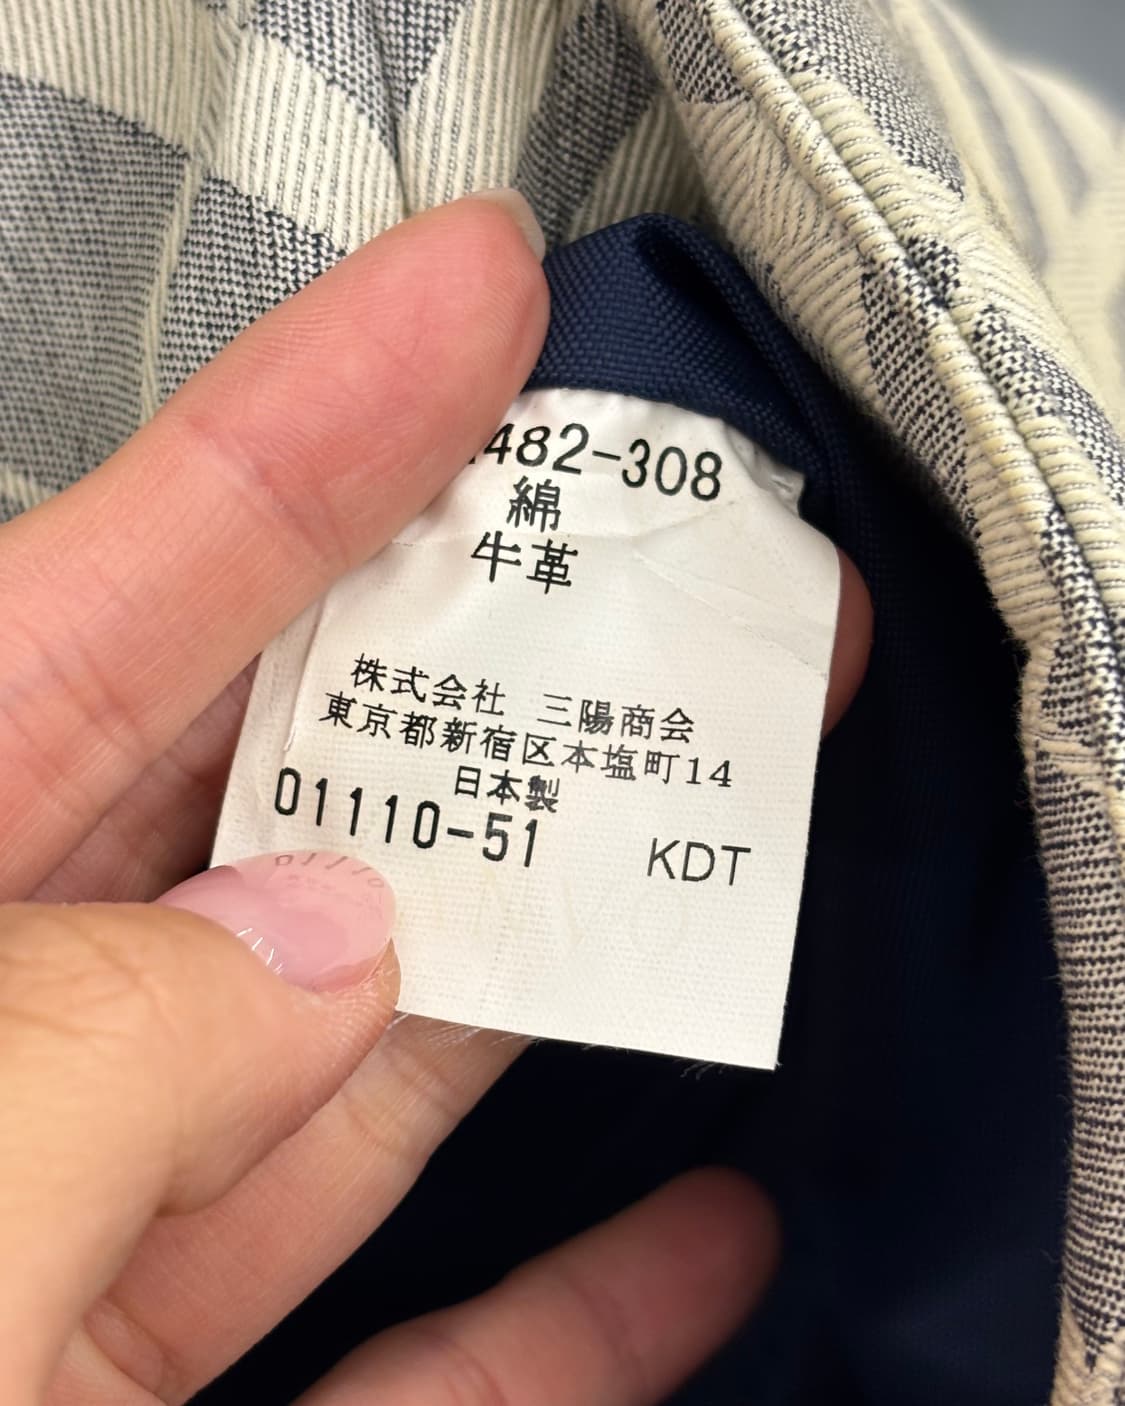 482-308
綿
牛革
株式会社 三陽商会
東京都新宿区本塩町14
日本製
01110-51 KDT